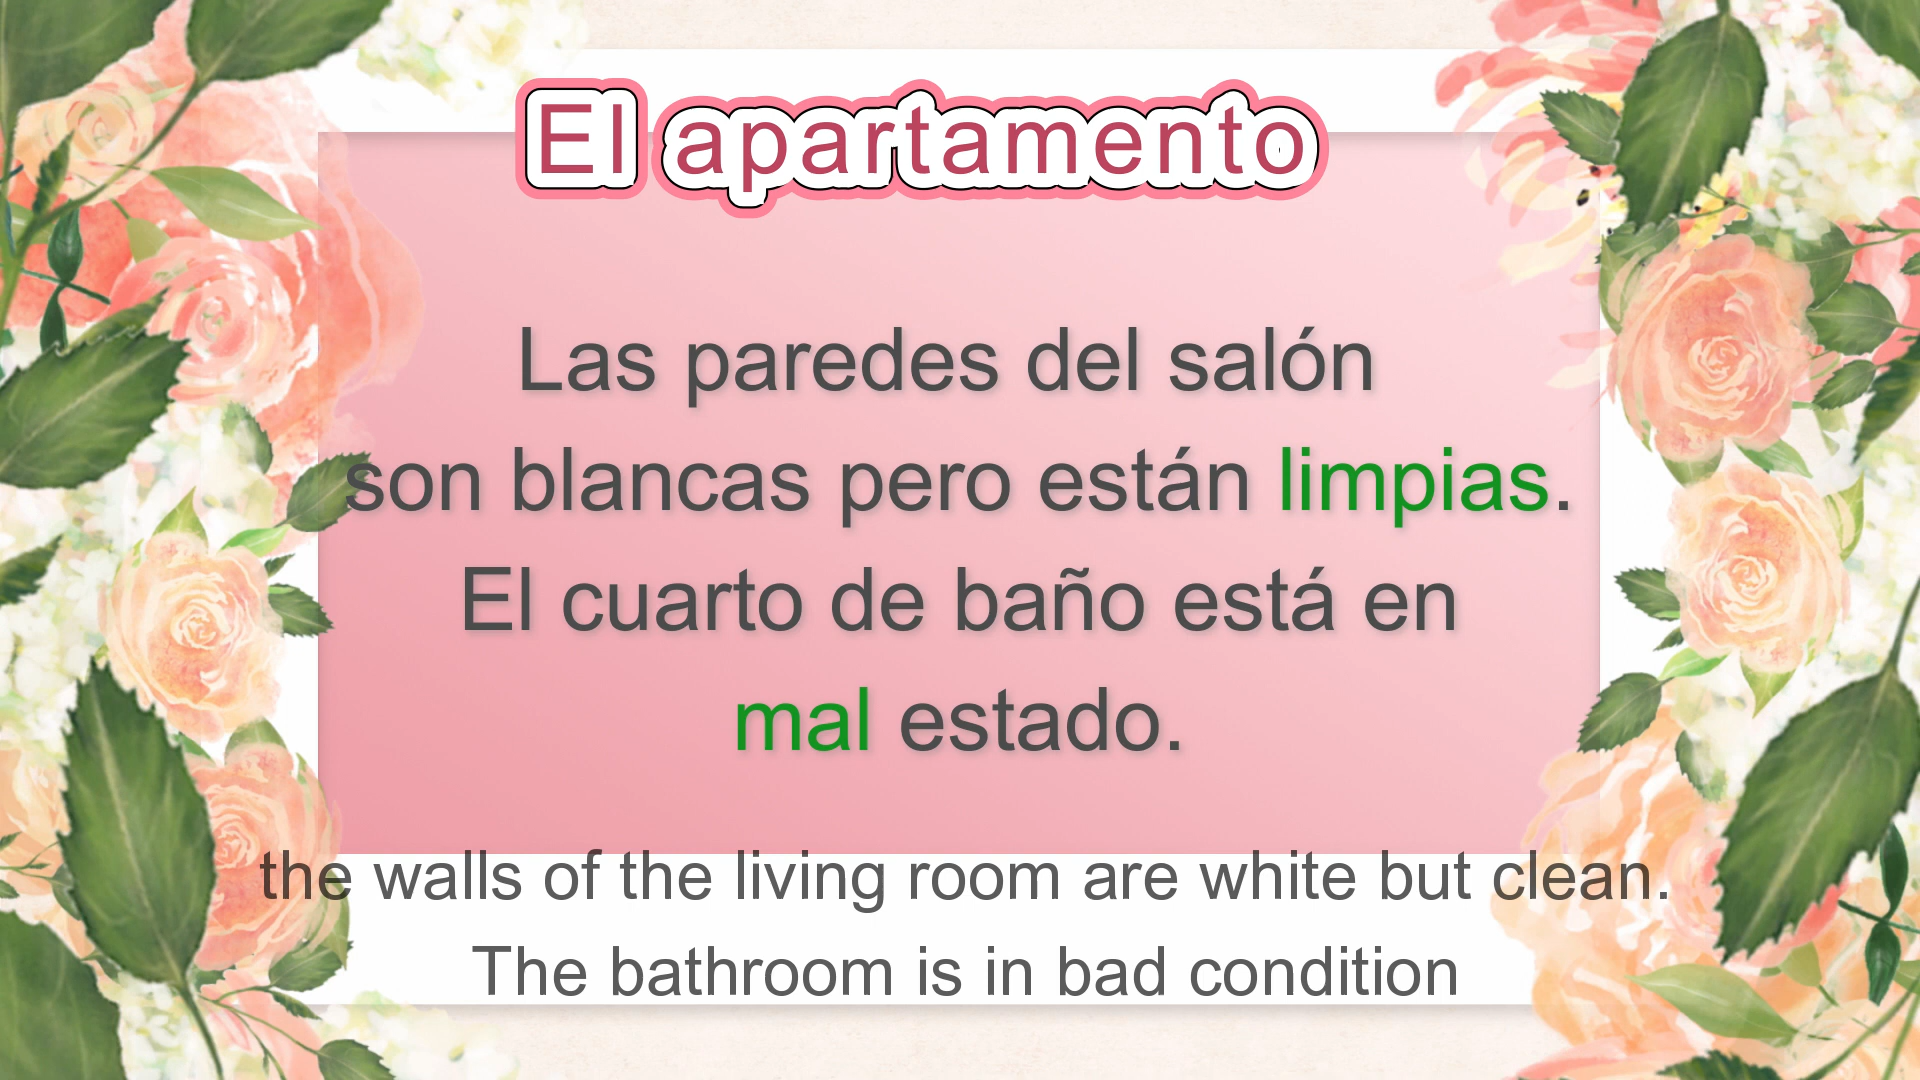 El apartamento
Las paredes del salón
son blancas pero están limpias.
El cuarto de baño está en
mal estado.
the walls of the living room are white but clean.
The bathroom is in bad condition